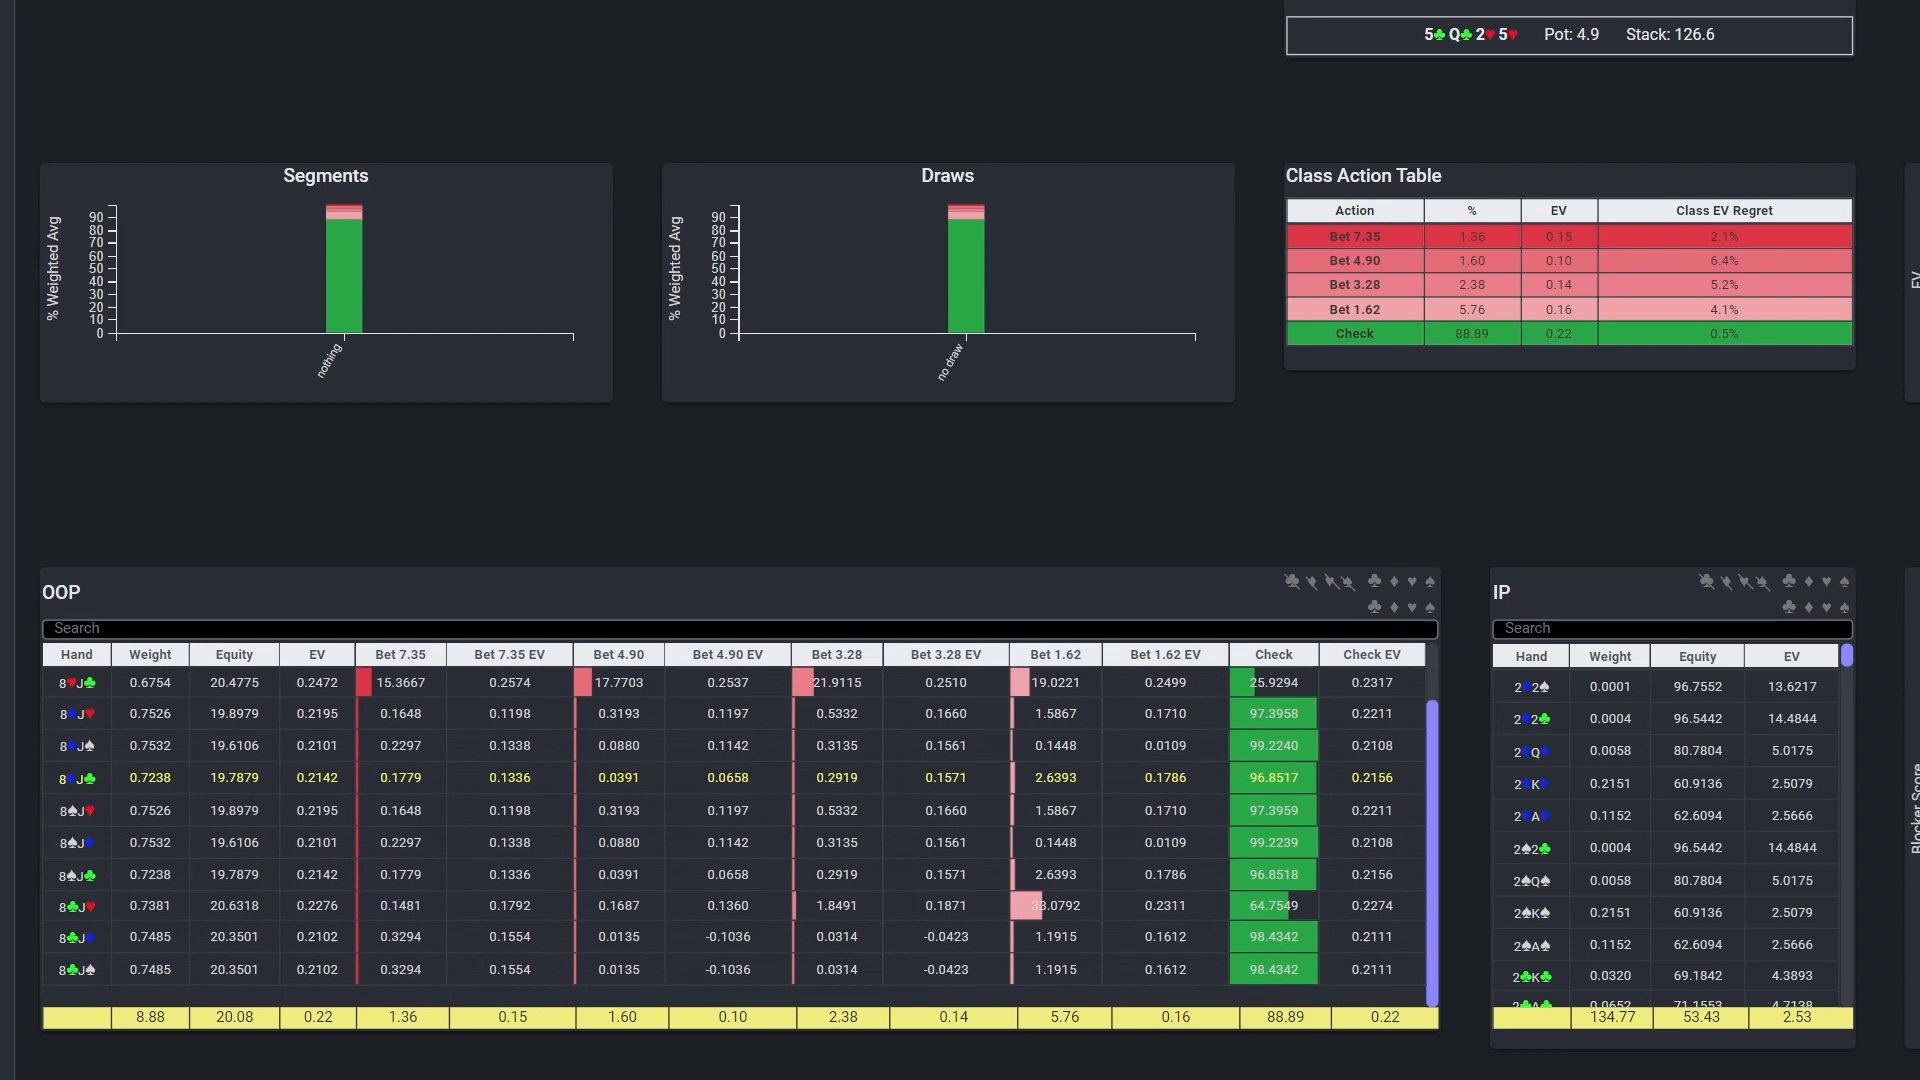 5♣ Q♣ 2♥ 5♥ Pot: 4.9 Stack: 126.6
Segments
% Weighted Avg
90
80
70
60
50
40
30
20
10
0
nothing
Draws
% Weighted Avg
90
80
70
60
50
40
30
20
10
0
no draw
Class Action Table
Action % EV Class EV Regret
Bet 7.35 1.36 0.15 2.1%
Bet 4.90 1.60 0.10 6.4%
Bet 3.28 2.38 0.14 5.2%
Bet 1.62 5.76 0.16 4.1%
Check 88.89 0.22 0.5%
EV
OOP
Search
Hand Weight Equity EV Bet 7.35 Bet 7.35 EV Bet 4.90 Bet 4.90 EV Bet 3.28 Bet 3.28 EV Bet 1.62 Bet 1.62 EV Check Check EV
8♥J♣ 0.6754 20.4775 0.2472 15.3667 0.2574 17.7703 0.2537 21.9115 0.2510 19.0221 0.2499 25.9294 0.2317
8♦J♥ 0.7526 19.8979 0.2195 0.1648 0.1198 0.3193 0.1197 0.5332 0.1660 1.5867 0.1710 97.3958 0.2211
8♦J♠ 0.7532 19.6106 0.2101 0.2297 0.1338 0.0880 0.1142 0.3135 0.1561 0.1448 0.0109 99.2240 0.2108
8♦J♣ 0.7238 19.7879 0.2142 0.1779 0.1336 0.0391 0.0658 0.2919 0.1571 2.6393 0.1786 96.8517 0.2156
8♠J♥ 0.7526 19.8979 0.2195 0.1648 0.1198 0.3193 0.1197 0.5332 0.1660 1.5867 0.1710 97.3959 0.2211
8♠J♦ 0.7532 19.6106 0.2101 0.2297 0.1338 0.0880 0.1142 0.3135 0.1561 0.1448 0.0109 99.2239 0.2108
8♠J♣ 0.7238 19.7879 0.2142 0.1779 0.1336 0.0391 0.0658 0.2919 0.1571 2.6393 0.1786 96.8518 0.2156
8♣J♥ 0.7381 20.6318 0.2276 0.1481 0.1792 0.1687 0.1360 1.8491 0.1871 33.0792 0.2311 64.7549 0.2274
8♣J♦ 0.7485 20.3501 0.2102 0.3294 0.1554 0.0135 -0.1036 0.0314 -0.0423 1.1915 0.1612 98.4342 0.2111
8♣J♠ 0.7485 20.3501 0.2102 0.3294 0.1554 0.0135 -0.1036 0.0314 -0.0423 1.1915 0.1612 98.4342 0.2111
8.88 20.08 0.22 1.36 0.15 1.60 0.10 2.38 0.14 5.76 0.16 88.89 0.22
IP
Search
Hand Weight Equity EV
2♦2♠ 0.0001 96.7552 13.6217
2♦2♣ 0.0004 96.5442 14.4844
2♦Q♦ 0.0058 80.7804 5.0175
2♦K♦ 0.2151 60.9136 2.5079
2♦A♦ 0.1152 62.6094 2.5666
2♠2♣ 0.0004 96.5442 14.4844
2♠Q♠ 0.0058 80.7804 5.0175
2♠K♠ 0.2151 60.9136 2.5079
2♠A♠ 0.1152 62.6094 2.5666
2♣K♣ 0.0320 69.1842 4.3893
2♣A♣ 0.0652 71.1553 4.7138
134.77 53.43 2.53
Blocker Score